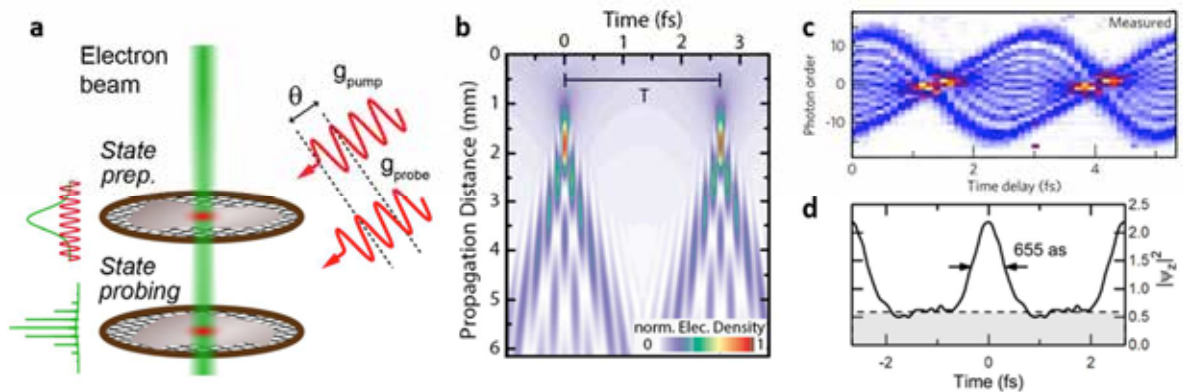 a
Electron
beam
State
prep.
State
probing
θ
g pump
g probe
b
Time (fs)
0 1 2 3
Propagation Distance (mm)
0
1
2
3
4
5
6
T
norm. Elec. Density
0 1
c
Measured
Photon order
10
0
-10
0 2 4
Time delay (fs)
d
655 as
|ψz|²
2.5
2.0
1.5
1.0
0.5
0.0
-2 0 2
Time (fs)